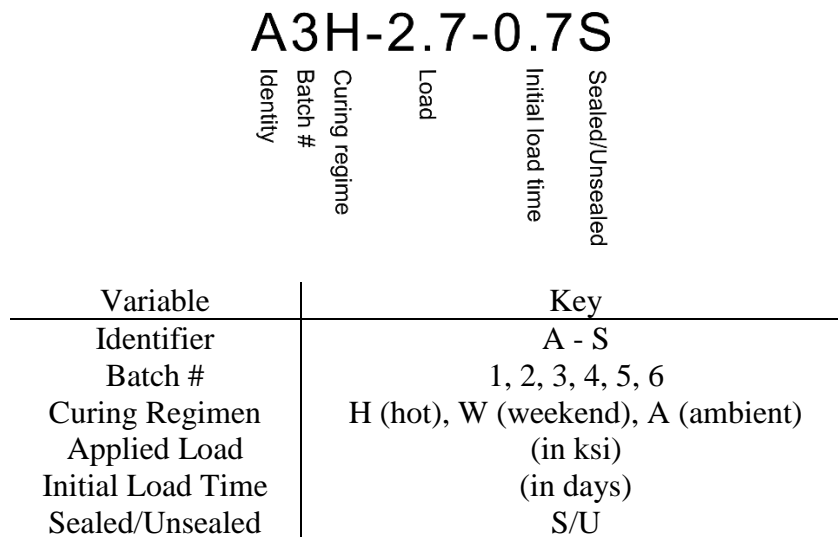 A3H-2.7-0.7S
Identity
Batch #
Curing regime
Load
Initial load time
Sealed/Unsealed
Variable Key
Identifier A - S
Batch # 1, 2, 3, 4, 5, 6
Curing Regimen H (hot), W (weekend), A (ambient)
Applied Load (in ksi)
Initial Load Time (in days)
Sealed/Unsealed S/U